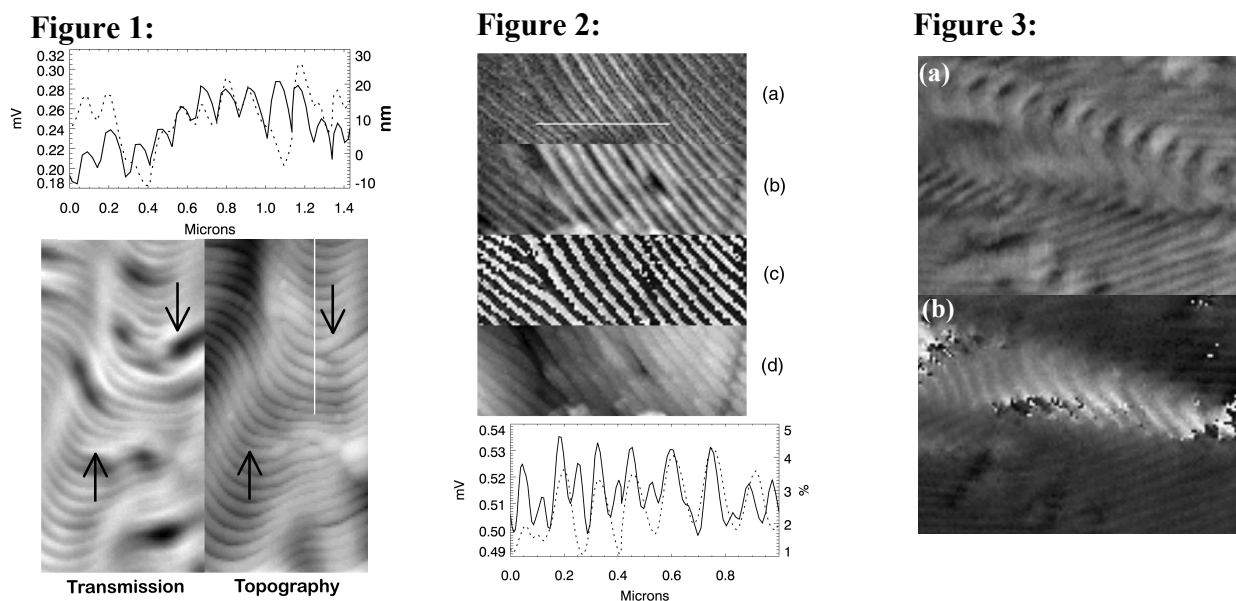 Figure 1:
0.32
0.30
0.28
0.26
0.24
0.22
0.20
0.18
mV
30
20
10
0
-10
nm
0.0 0.2 0.4 0.6 0.8 1.0 1.2 1.4
Microns
Transmission Topography
Figure 2:
(a)
(b)
(c)
(d)
0.54
0.53
0.52
0.51
0.50
0.49
mV
5
4
3
2
1
%
0.0 0.2 0.4 0.6 0.8
Microns
Figure 3:
(a)
(b)